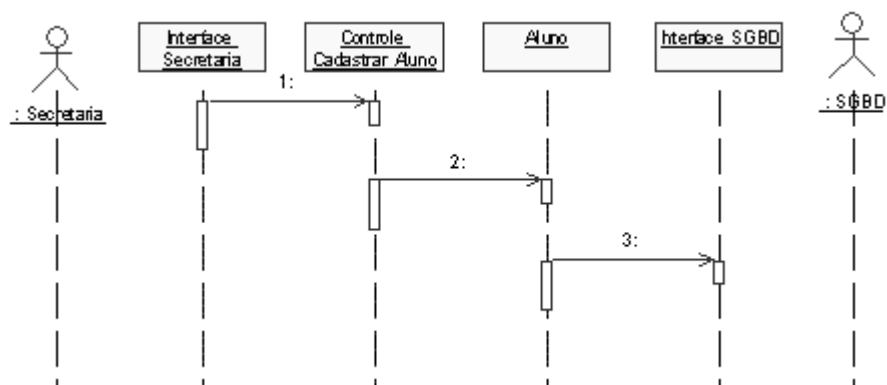 Interface
Secretaria
Controle
Cadastrar Aluno
Aluno
Interface SGBD
: Secretaria
: SGBD
1:
2:
3: